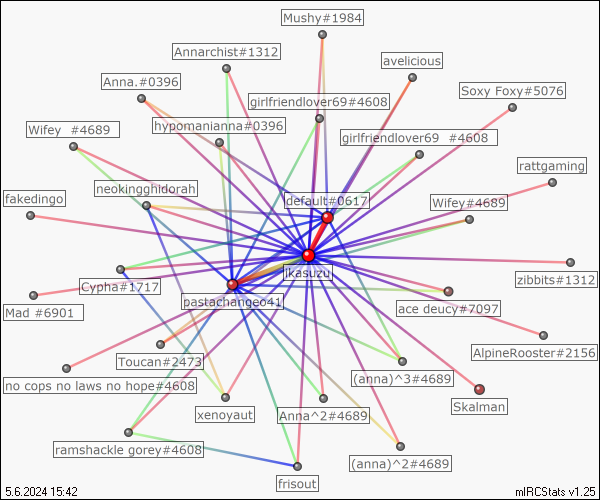 Mushy#1984
Annarchist#1312
avelicious
Anna.#0396
Soxy Foxy#5076
girlfriendlover69#4608
hypomanianna#0396
Wifey  #4689
girlfriendlover69  #4608
rattgaming
neokingghidorah
fakedingo
default#0617
Wifey#4689
ikasuzu
zibbits#1312
Cypha#1717
pastachangeo41
ace deucy#7097
Mad #6901
AlpineRooster#2156
Toucan#2473
(anna)^3#4689
no cops no laws no hope#4608
Skalman
xenoyaut
Anna^2#4689
ramshackle gorey#4608
(anna)^2#4689
frisout
5.6.2024 15:42
mIRCStats v1.25